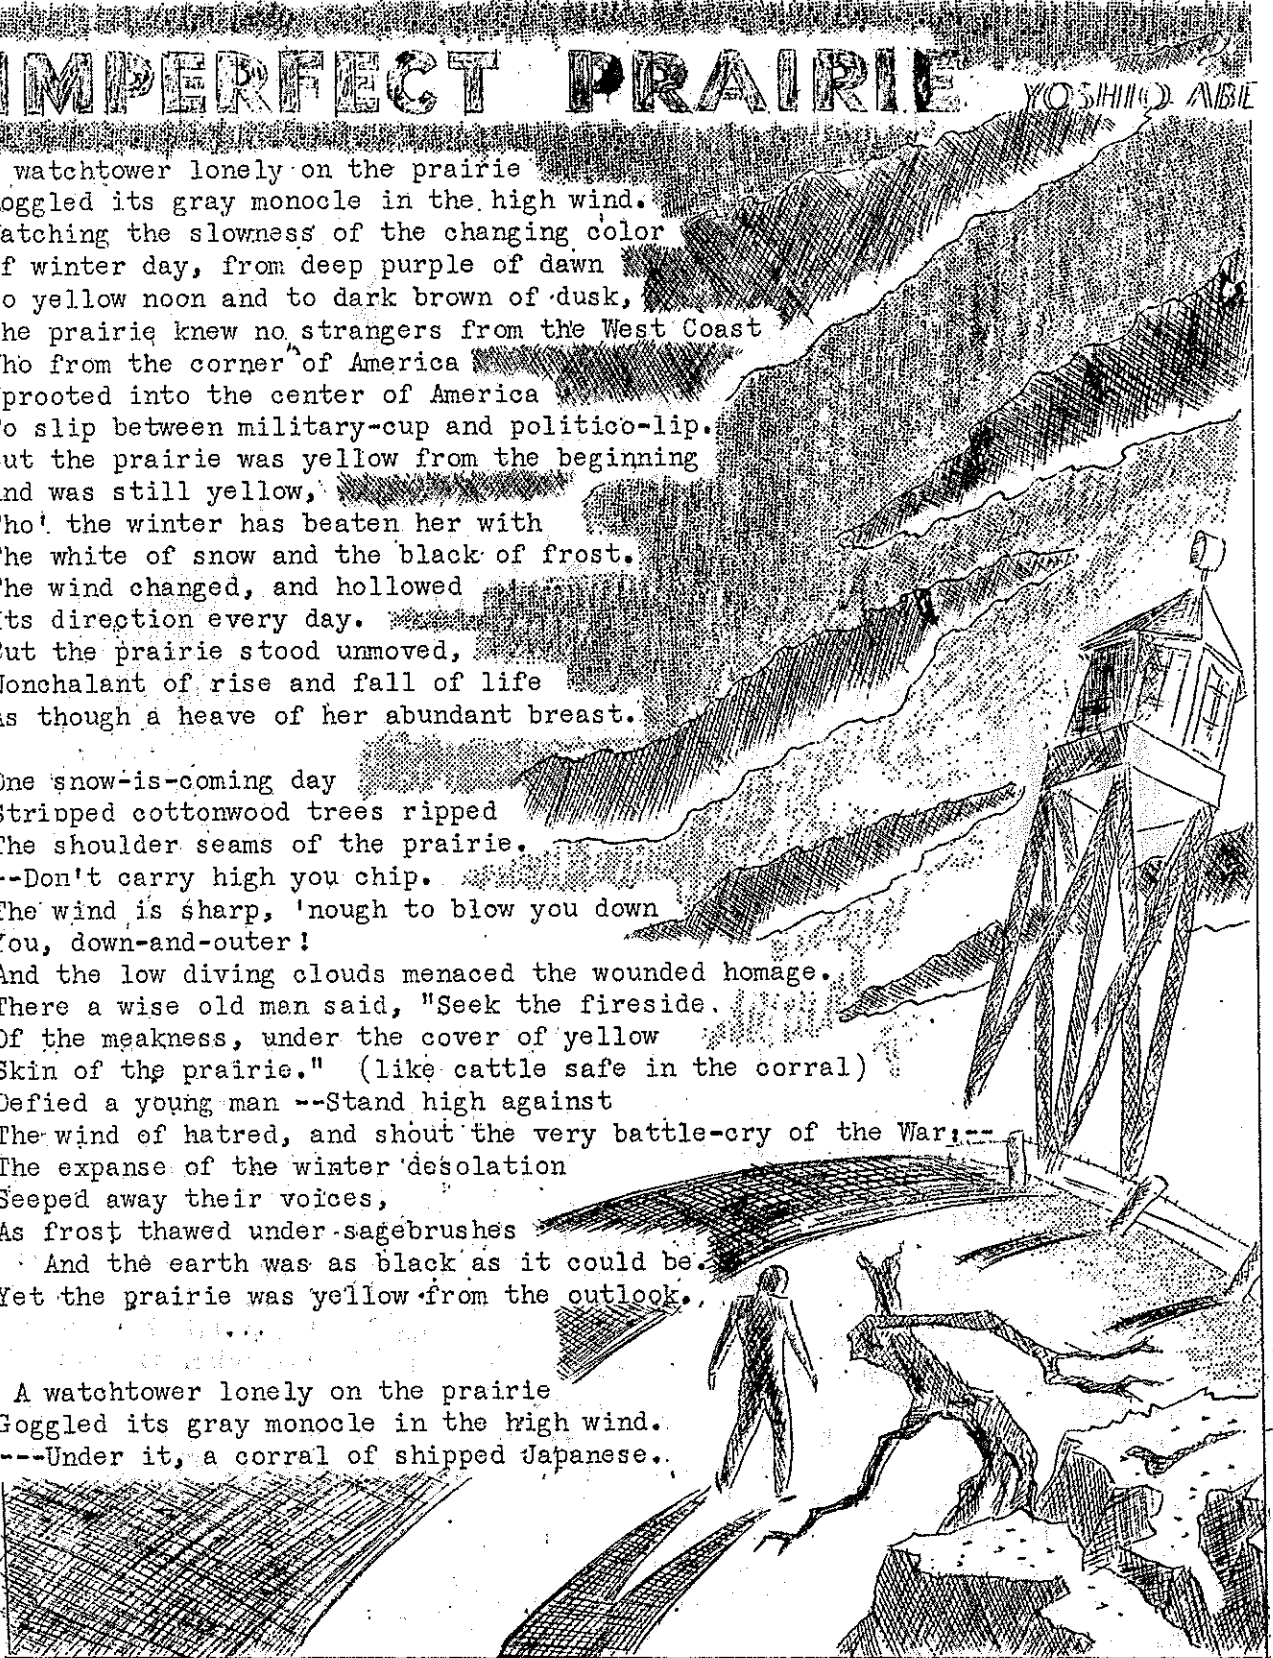 IMPERFECT PRAIRIE
YOSHIO ABE
watchtower lonely on the prairie
oggled its gray monocle in the high wind.
atching the slowness of the changing color
f winter day, from deep purple of dawn
o yellow noon and to dark brown of dusk,
he prairie knew no strangers from the West Coast
ho from the corner of America
prooted into the center of America
o slip between military-cup and politico-lip.
ut the prairie was yellow from the beginning
nd was still yellow,
ho' the winter has beaten her with
he white of snow and the black of frost.
he wind changed, and hollowed
Its direction every day.
But the prairie stood unmoved,
Nonchalant of rise and fall of life
As though a heave of her abundant breast.
One snow-is-coming day
Stripped cottonwood trees ripped
The shoulder seams of the prairie.
--Don't carry high you chip.
The wind is sharp, 'nough to blow you down
You, down-and-outer!
And the low diving clouds menaced the wounded homage.
There a wise old man said, "Seek the fireside
Of the meakness, under the cover of yellow
Skin of the prairie." (like cattle safe in the corral)
Defied a young man --Stand high against
The wind of hatred, and shout the very battle-cry of the War;--
The expanse of the winter desolation
Seeped away their voices,
As frost thawed under sagebrushes
And the earth was as black as it could be.
Yet the prairie was yellow from the outlook.
...
A watchtower lonely on the prairie
Goggled its gray monocle in the high wind.
---Under it, a corral of shipped Japanese.